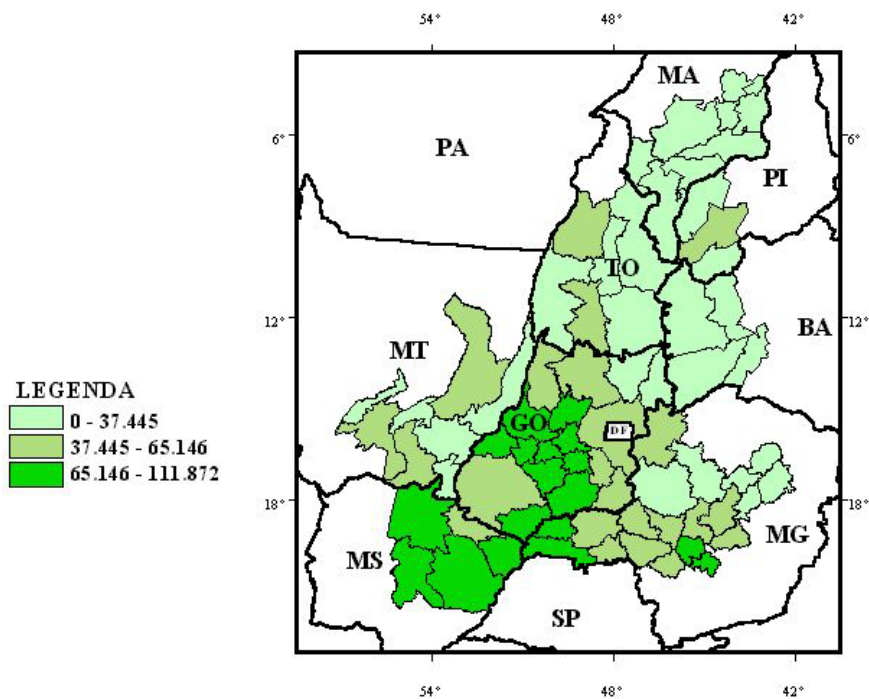 54° 48° 42°
MA
6° 6°
PA
PI
TO
12° 12°
BA
MT
LEGENDA
0 - 37.445
GO
DF
37.445 - 65.146
65.146 - 111.872
18° 18°
MG
MS
SP
54° 48° 42°